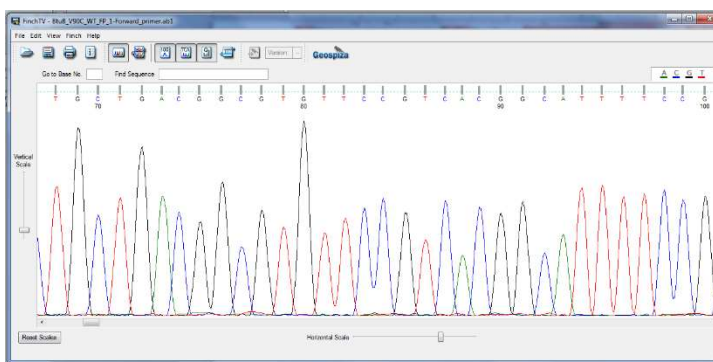 FinchTV - BtuB_V90C_WT_FP_1-Forward_primer.ab1
File Edit View Finch Help
Version Geospiza
Go to Base No. Find Sequence A C G T
T G C T G A C G G C G T G T T C C G T C A C G G C A T T T T C C G
70 80 90 100
Vertical Scale
Reset Scales Horizontal Scale